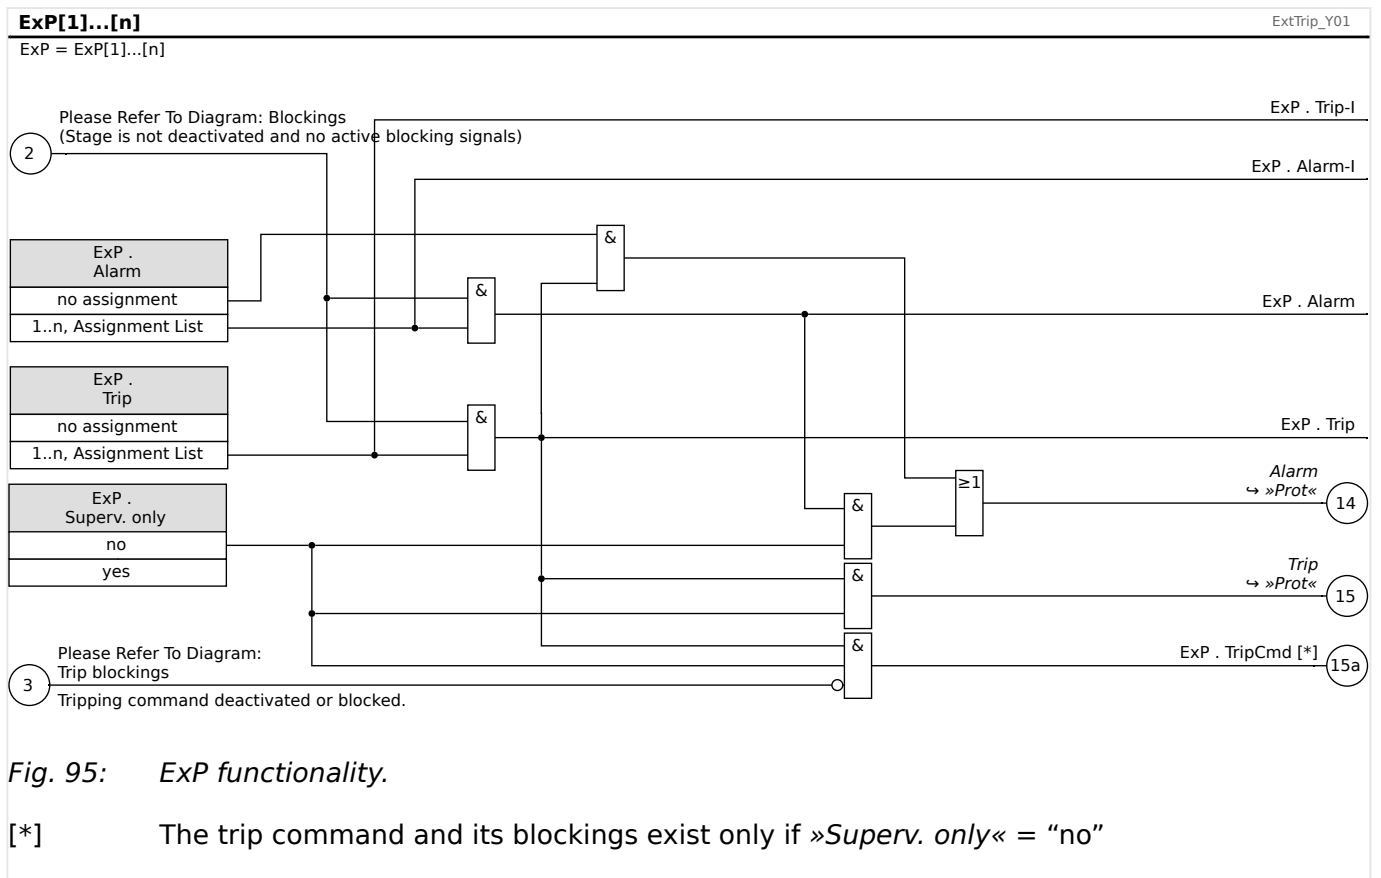 ExP[1]...[n]
ExtTrip_Y01
ExP = ExP[1]...[n]
Please Refer To Diagram: Blockings
(Stage is not deactivated and no active blocking signals)
2
ExP . Trip-I
ExP . Alarm-I
ExP .
Alarm
no assignment
1..n, Assignment List
&
&
ExP . Alarm
ExP .
Trip
no assignment
1..n, Assignment List
&
ExP . Trip
ExP .
Superv. only
no
yes
≥1
Alarm
↪ »Prot«
14
&
&
Trip
↪ »Prot«
15
&
ExP . TripCmd [*]
15a
Please Refer To Diagram:
Trip blockings
3
Tripping command deactivated or blocked.
Fig. 95: ExP functionality.
[*] The trip command and its blockings exist only if »Superv. only« = “no”